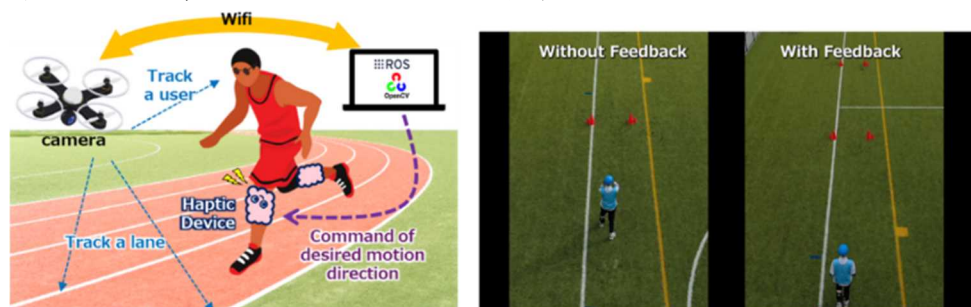 Wifi
Track
a user
ROS
OpenCV
camera
Haptic
Device
Track a lane
Command of
desired motion
direction
Without Feedback
With Feedback